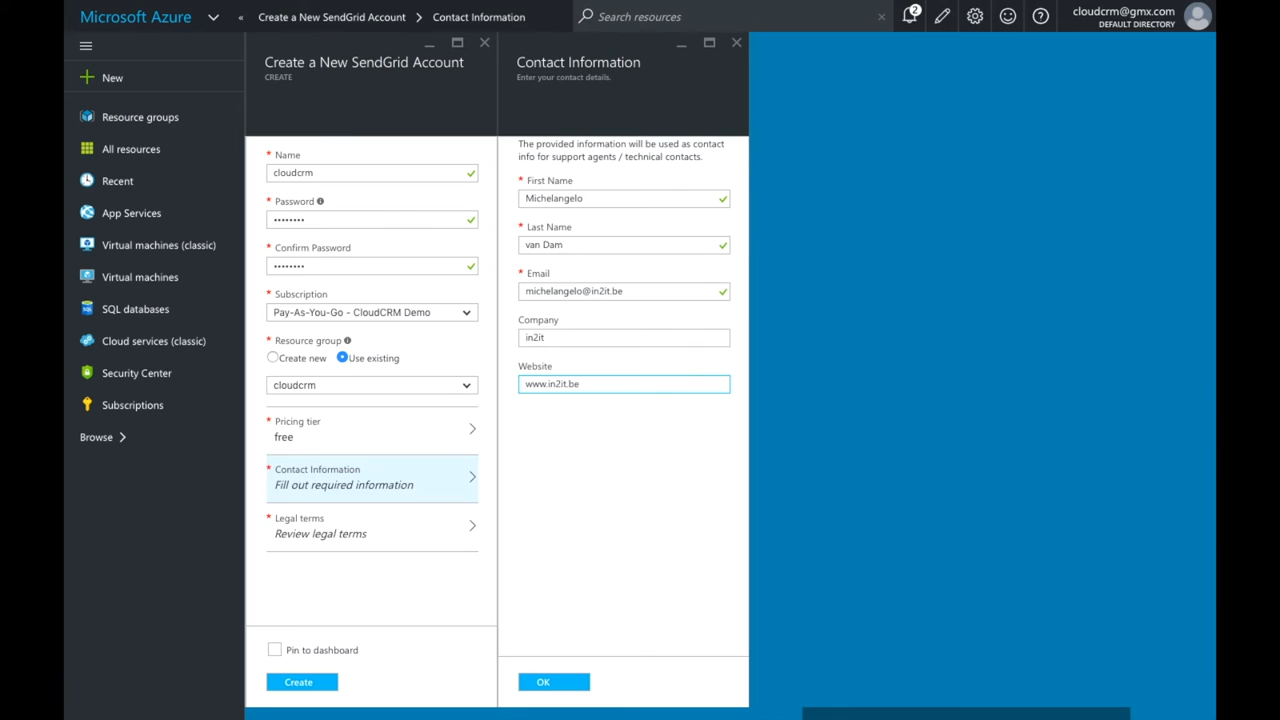 Microsoft Azure
Create a New SendGrid Account
Contact Information
Search resources
2
cloudcrm@gmx.com
DEFAULT DIRECTORY
New
Resource groups
All resources
Recent
App Services
Virtual machines (classic)
Virtual machines
SQL databases
Cloud services (classic)
Security Center
Subscriptions
Browse
Create a New SendGrid Account
CREATE
* Name
cloudcrm
* Password
••••••••
* Confirm Password
••••••••
* Subscription
Pay-As-You-Go - CloudCRM Demo
* Resource group
Create new Use existing
cloudcrm
* Pricing tier
free
* Contact Information
Fill out required information
* Legal terms
Review legal terms
Pin to dashboard
Create
Contact Information
Enter your contact details.
The provided information will be used as contact
info for support agents / technical contacts.
* First Name
Michelangelo
* Last Name
van Dam
* Email
michelangelo@in2it.be
Company
in2it
Website
www.in2it.be
OK